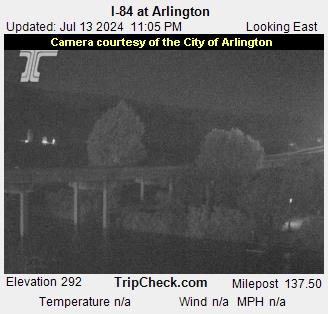 I-84 at Arlington
Updated: Jul 13 2024 11:05 PM Looking East
Camera courtesy of the City of Arlington
Elevation 292 TripCheck.com Milepost 137.50
Temperature n/a Wind n/a MPH n/a